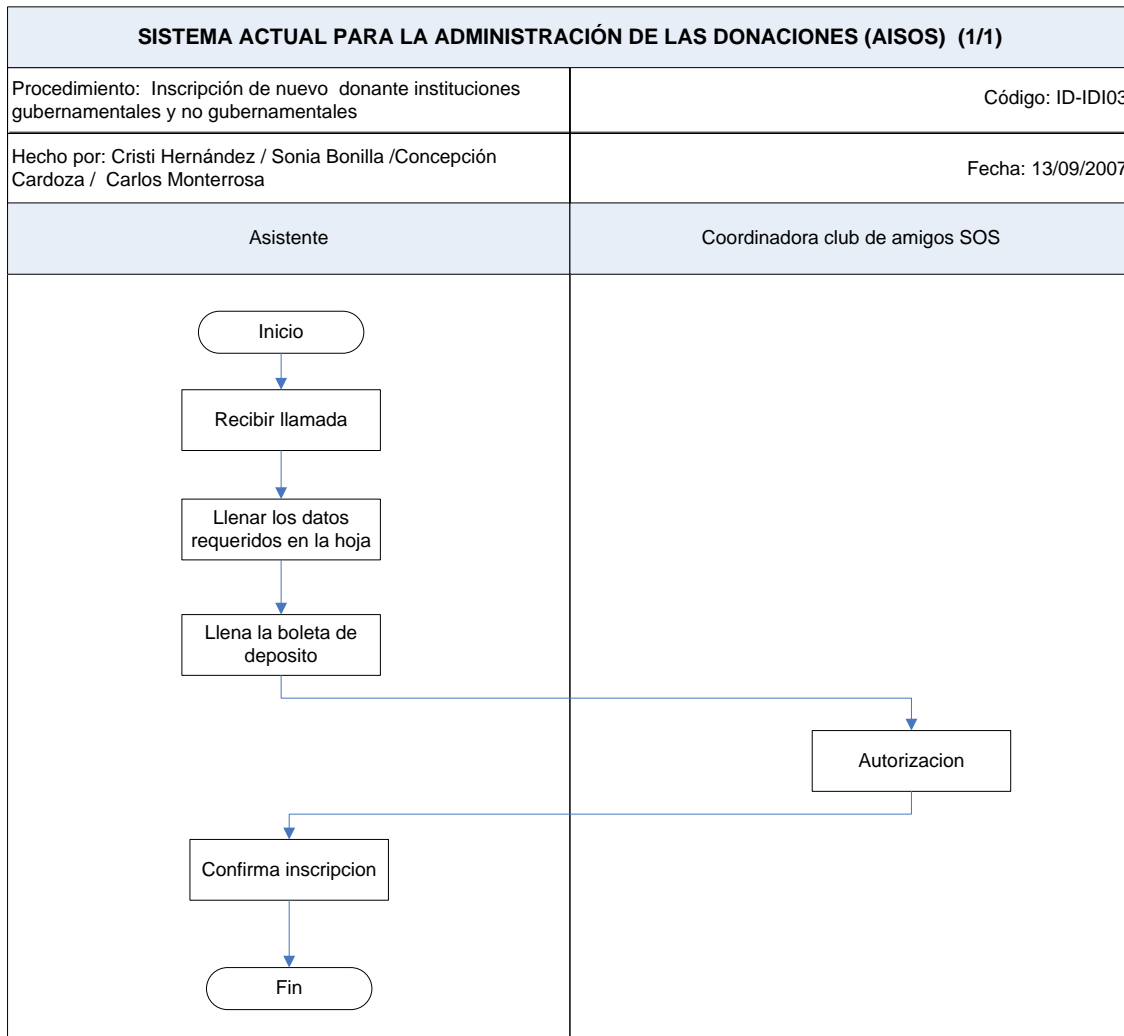 SISTEMA ACTUAL PARA LA ADMINISTRACIÓN DE LAS DONACIONES (AISOS) (1/1)
Procedimiento: Inscripción de nuevo donante instituciones
gubernamentales y no gubernamentales
Código: ID-IDI03
Hecho por: Cristi Hernández / Sonia Bonilla /Concepción
Cardoza / Carlos Monterrosa
Fecha: 13/09/2007
Asistente
Coordinadora club de amigos SOS
Inicio
Recibir llamada
Llenar los datos
requeridos en la hoja
Llena la boleta de
deposito
Autorizacion
Confirma inscripcion
Fin